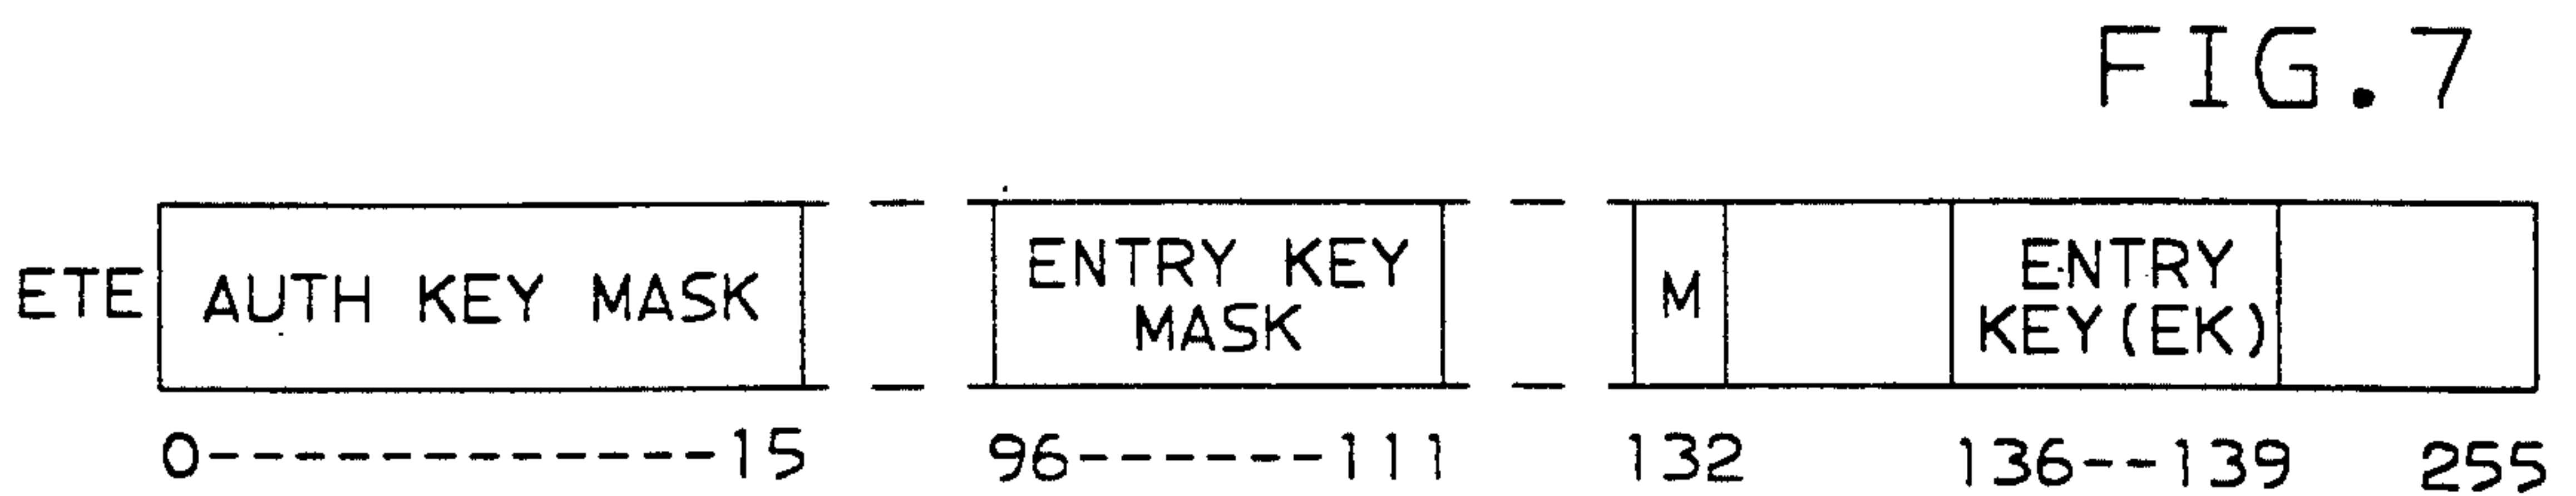 FIG.7
ETE
AUTH KEY MASK
ENTRY KEY
MASK
M
ENTRY
KEY(EK)
0-------------15
96------111
132
136--139
255